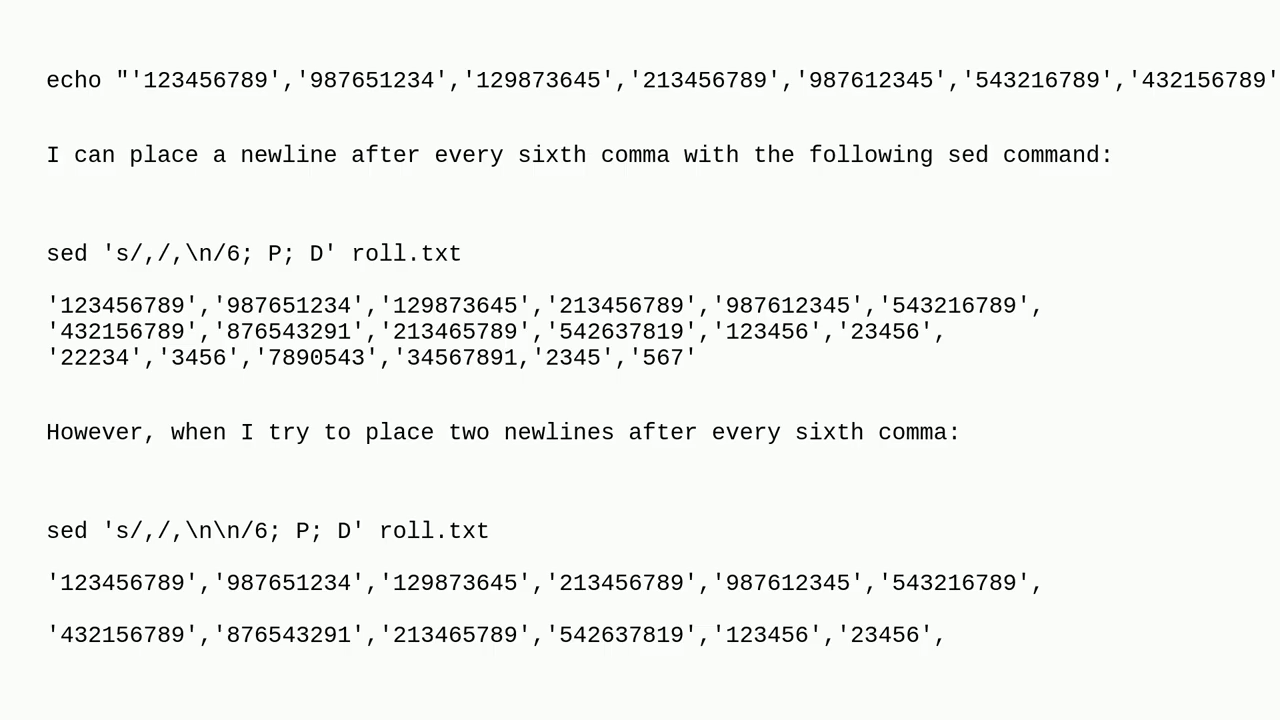 echo "'123456789','987651234','129873645','213456789','987612345','543216789','432156789'
I can place a newline after every sixth comma with the following sed command:
sed 's/,/,\n/6; P; D' roll.txt
'123456789','987651234','129873645','213456789','987612345','543216789',
'432156789','876543291','213465789','542637819','123456','23456',
'22234','3456','7890543','34567891,'2345','567'
However, when I try to place two newlines after every sixth comma:
sed 's/,/,\n\n/6; P; D' roll.txt
'123456789','987651234','129873645','213456789','987612345','543216789',
'432156789','876543291','213465789','542637819','123456','23456',